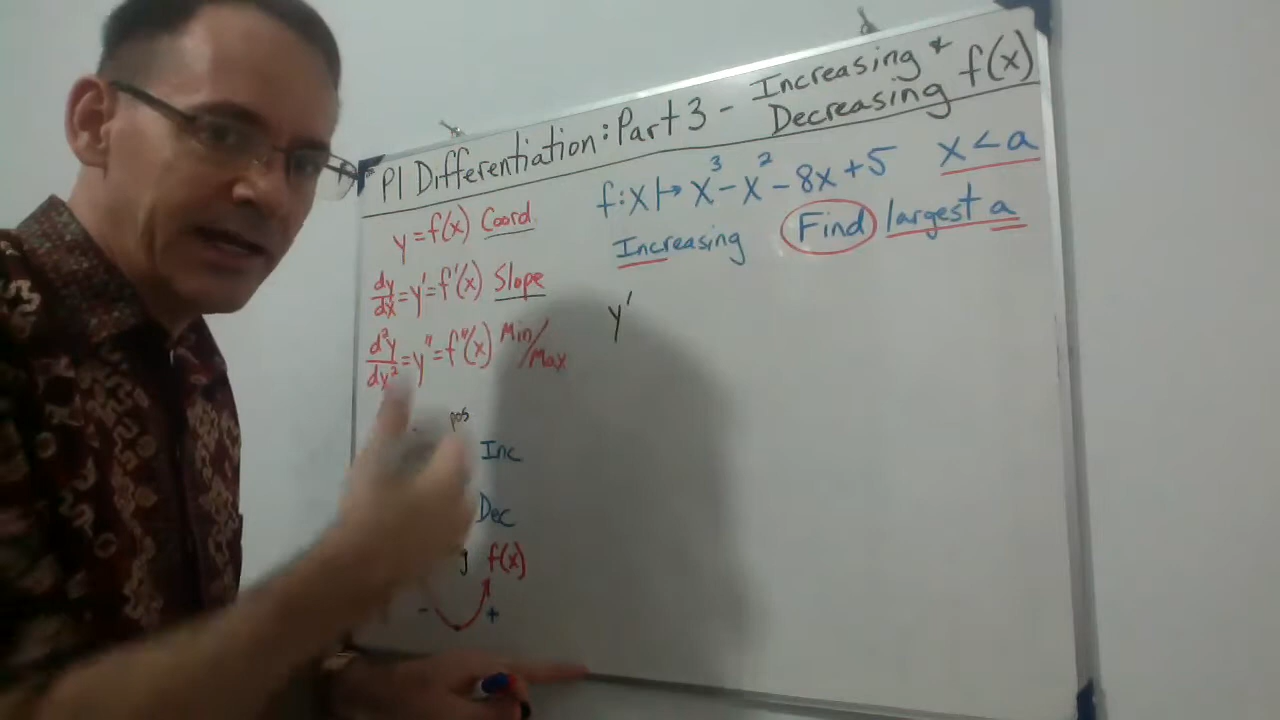 P1 Differentiation: Part 3 - Increasing +
Decreasing f(x)
y = f(x) Coord
dy/dx = y' = f'(x) Slope
d²y/dy² = y" = f"(x) Min/Max
pos
Inc
Dec
f(x)
- +
f: x ↦ x³ - x² - 8x + 5 x < a
Increasing Find largest a
y'